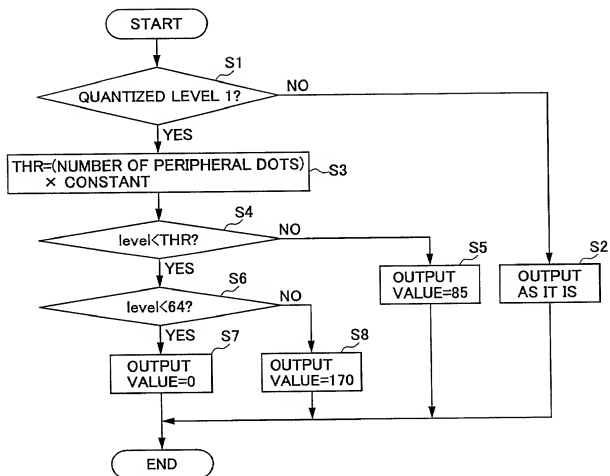 START
S1
QUANTIZED LEVEL 1?
NO
YES
THR=(NUMBER OF PERIPHERAL DOTS)
× CONSTANT
S3
S4
level<THR?
NO
YES
S5
OUTPUT
VALUE=85
S2
OUTPUT
AS IT IS
S6
level<64?
NO
YES
S7
OUTPUT
VALUE=0
S8
OUTPUT
VALUE=170
END